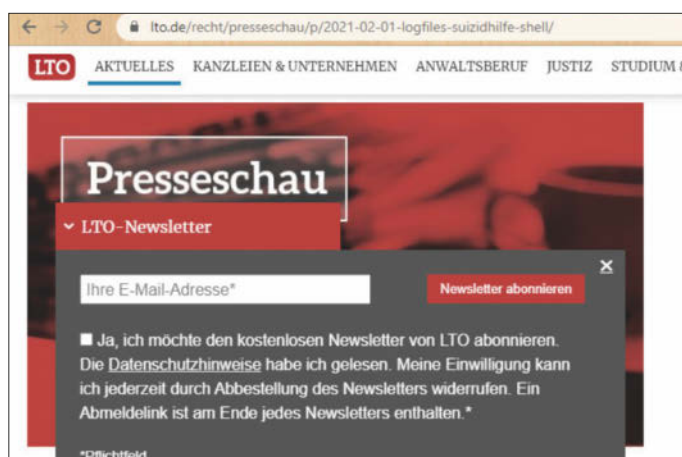 lto.de/recht/presseschau/p/2021-02-01-logfiles-suizidhilfe-shell/
LTO AKTUELLES KANZLEIEN & UNTERNEHMEN ANWALTSBERUF JUSTIZ STUDIUM &
Presseschau
LTO-Newsletter
Ihre E-Mail-Adresse*
Newsletter abonnieren
Ja, ich möchte den kostenlosen Newsletter von LTO abonnieren.
Die Datenschutzhinweise habe ich gelesen. Meine Einwilligung kann
ich jederzeit durch Abbestellung des Newsletters widerrufen. Ein
Abmeldelink ist am Ende jedes Newsletters enthalten.*
*Pflichtfeld